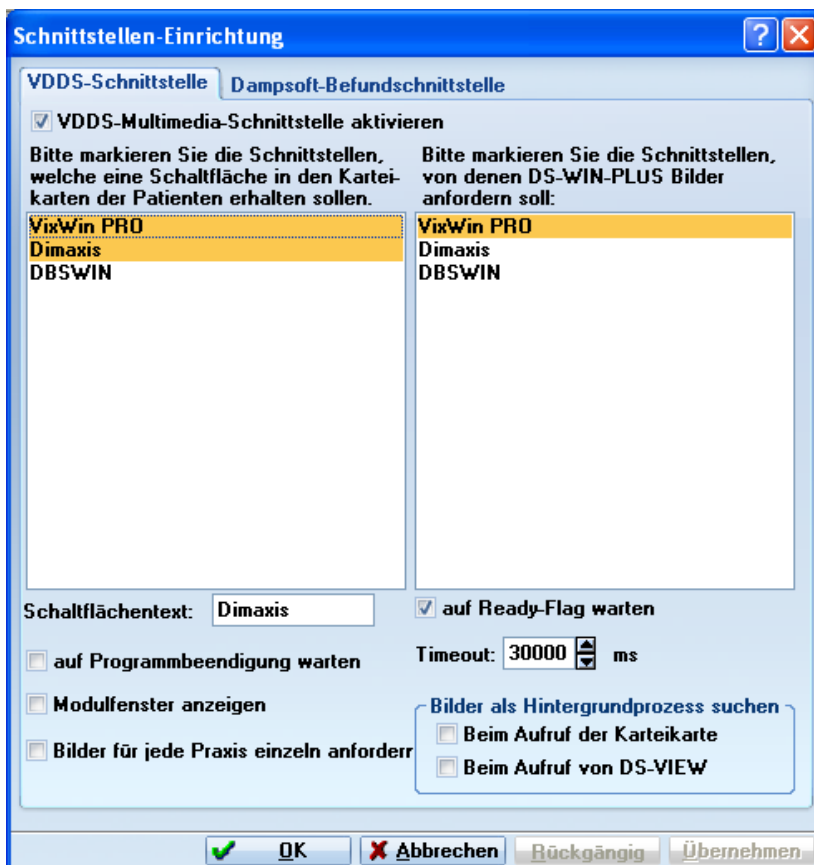 Schnittstellen-Einrichtung
VDDS-Schnittstelle
Dampsoft-Befundschnittstelle
VDDS-Multimedia-Schnittstelle aktivieren
Bitte markieren Sie die Schnittstellen,
welche eine Schaltfläche in den Kartei-
karten der Patienten erhalten sollen.
VixWin PRO
Dimaxis
DBSWIN
Bitte markieren Sie die Schnittstellen,
von denen DS-WIN-PLUS Bilder
anfordern soll:
VixWin PRO
Dimaxis
DBSWIN
Schaltflächentext: Dimaxis
auf Programmbeendigung warten
Modulfenster anzeigen
Bilder für jede Praxis einzeln anforderr
auf Ready-Flag warten
Timeout: 30000 ms
Bilder als Hintergrundprozess suchen
Beim Aufruf der Karteikarte
Beim Aufruf von DS-VIEW
OK
Abbrechen
Rückgängig
Übernehmen